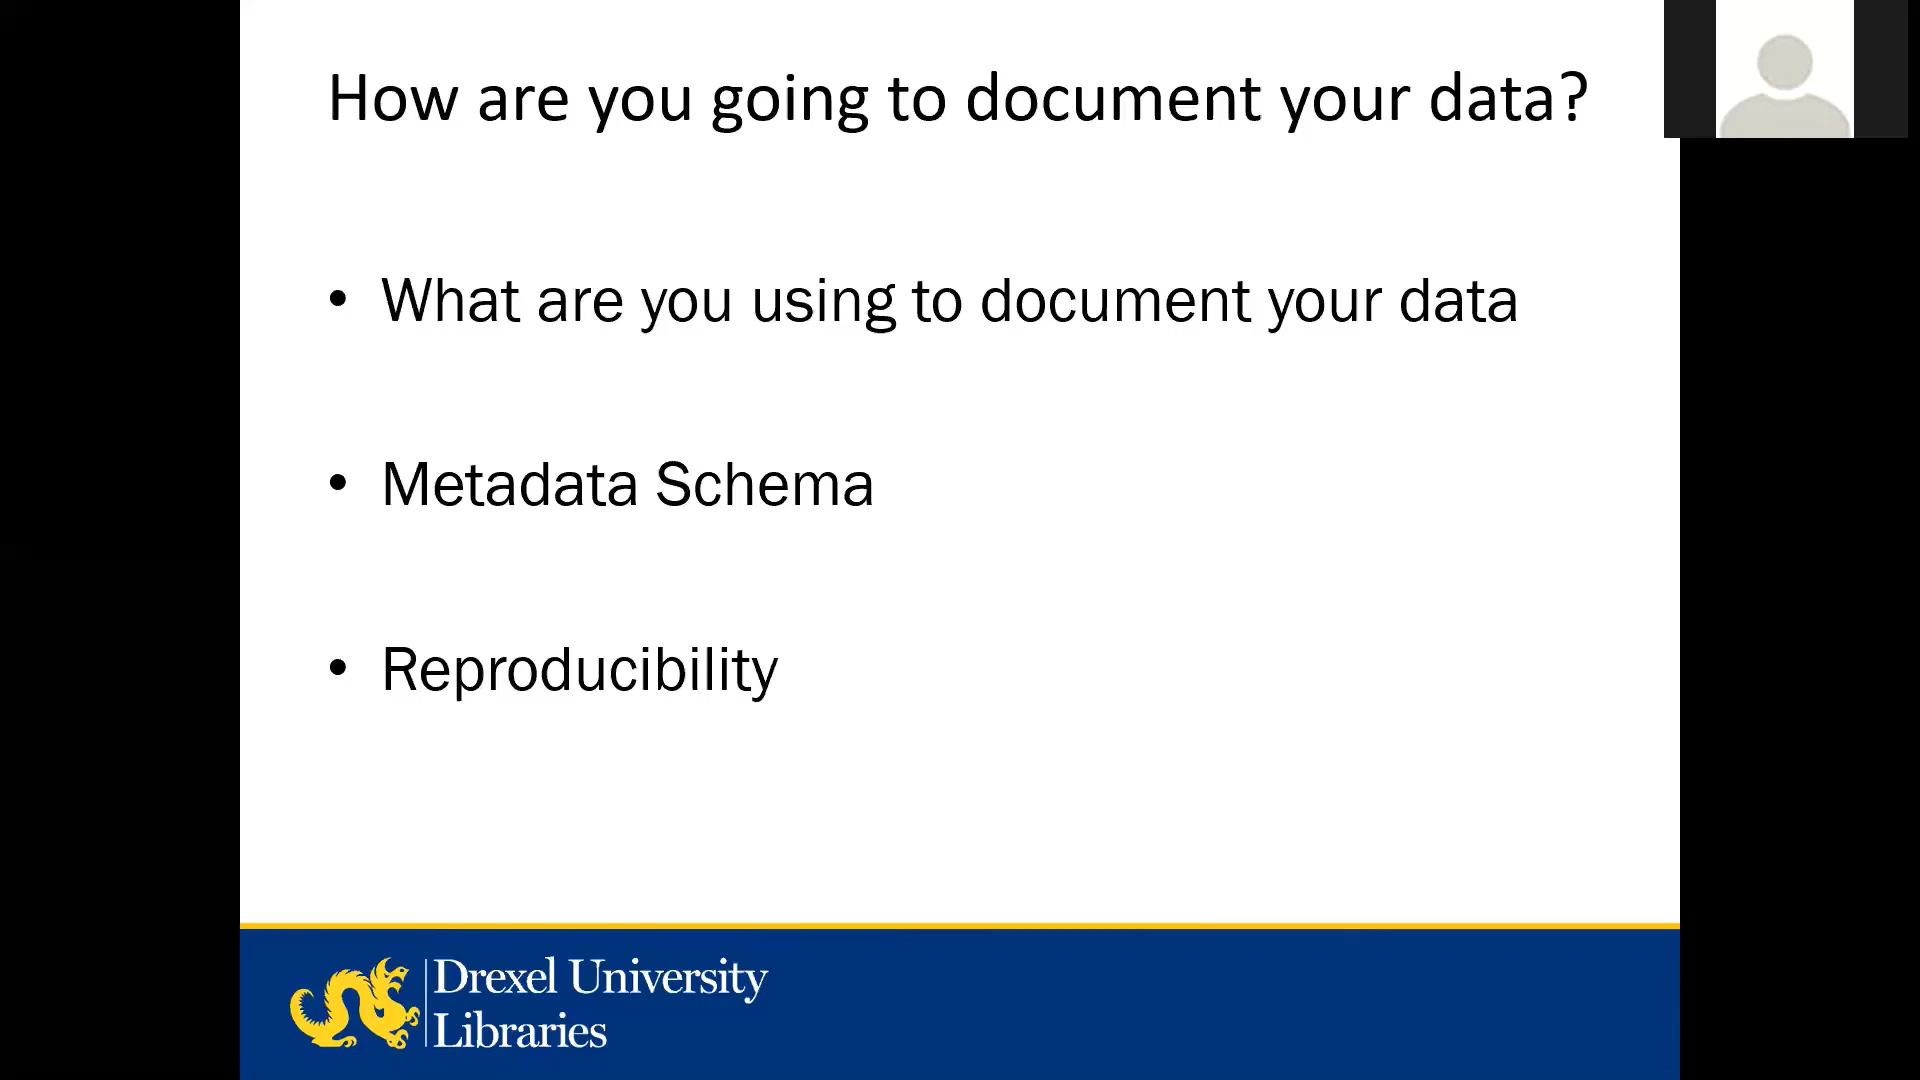 How are you going to document your data?
• What are you using to document your data
• Metadata Schema
• Reproducibility
Drexel University
Libraries